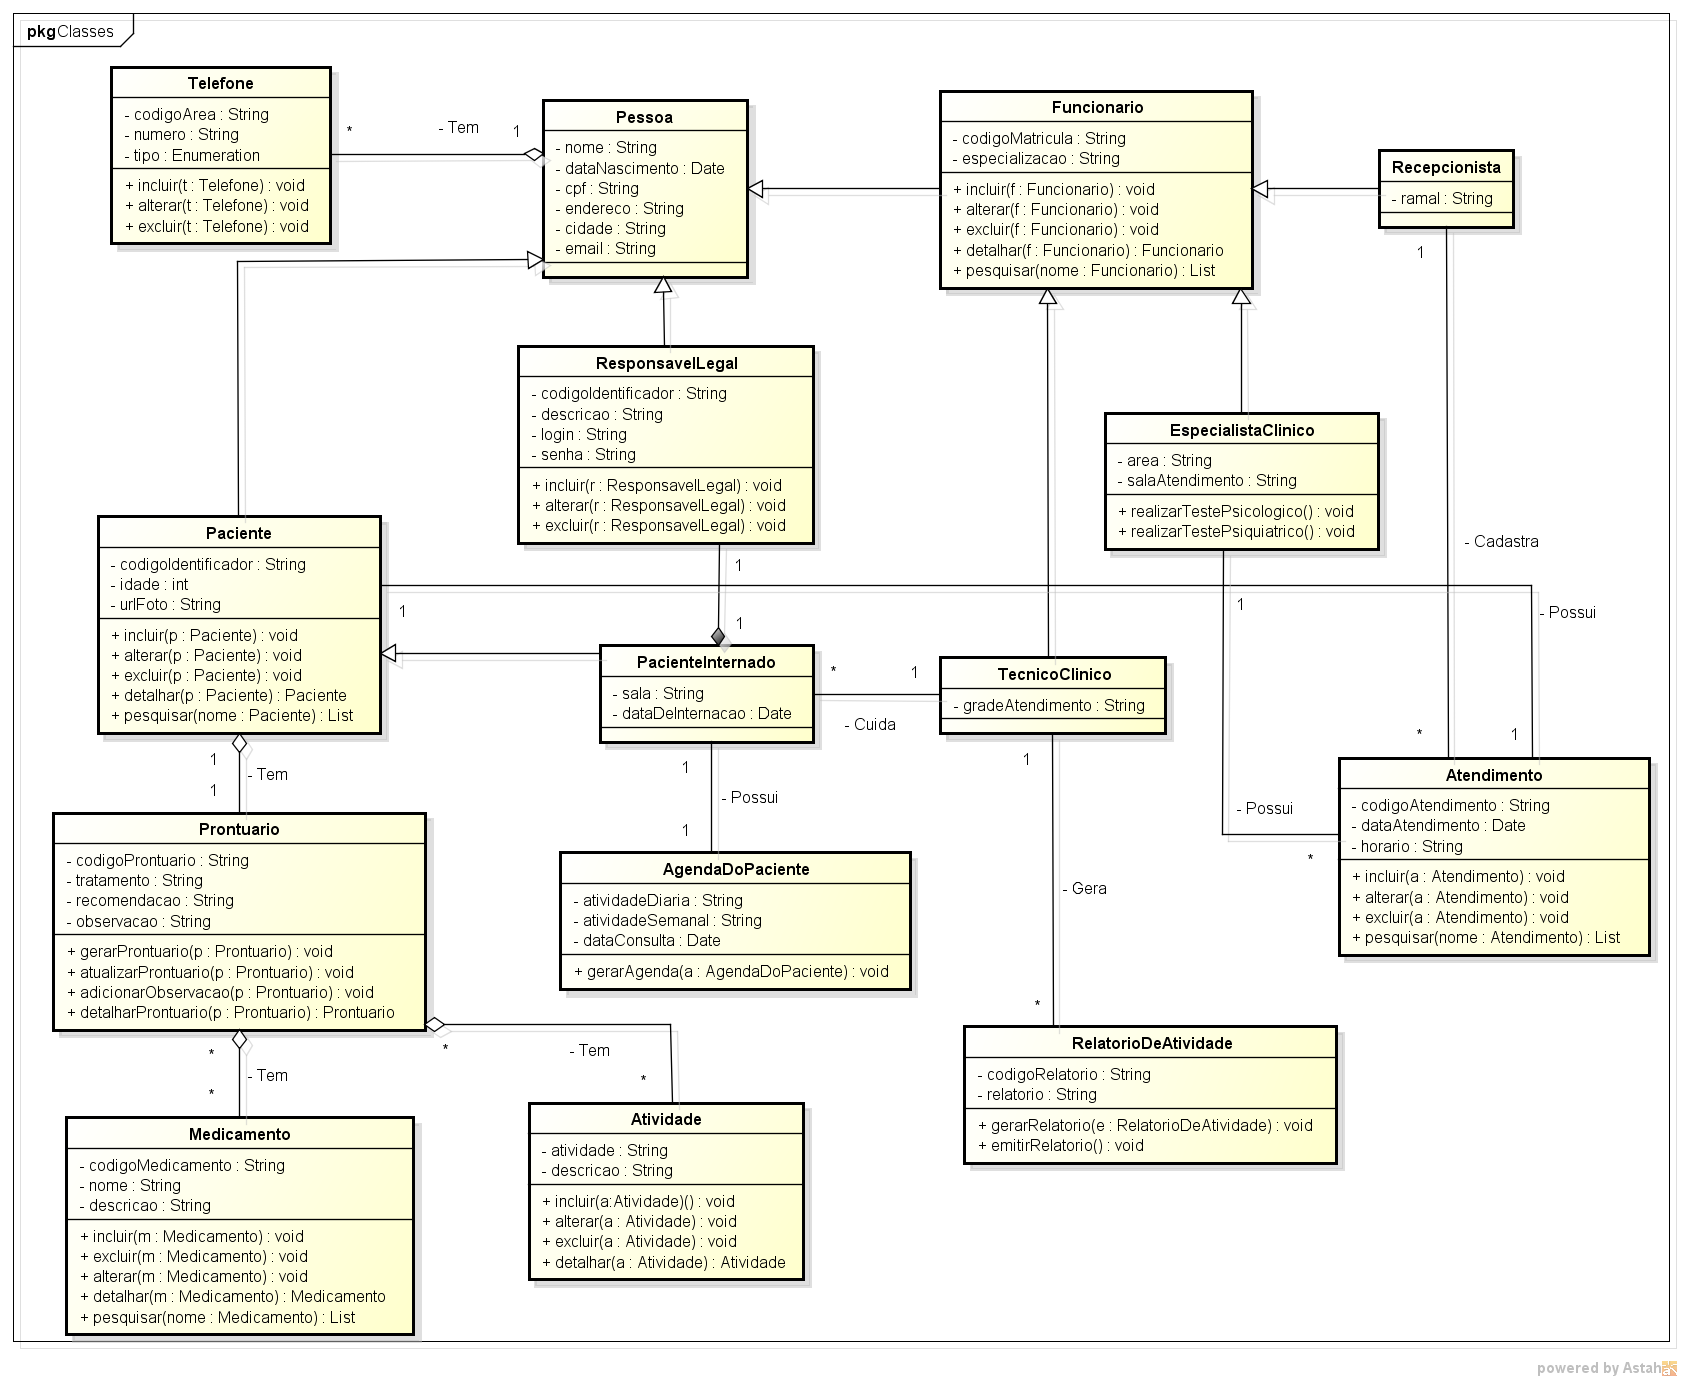 pkg Classes
Telefone
- codigoArea : String
- numero : String
- tipo : Enumeration
+ incluir(t : Telefone) : void
+ alterar(t : Telefone) : void
+ excluir(t : Telefone) : void
*
- Tem
1
Pessoa
- nome : String
- dataNascimento : Date
- cpf : String
- endereco : String
- cidade : String
- email : String
Funcionario
- codigoMatricula : String
- especializacao : String
+ incluir(f : Funcionario) : void
+ alterar(f : Funcionario) : void
+ excluir(f : Funcionario) : void
+ detalhar(f : Funcionario) : Funcionario
+ pesquisar(nome : Funcionario) : List
Recepcionista
- ramal : String
1
ResponsavelLegal
- codigoIdentificador : String
- descricao : String
- login : String
- senha : String
+ incluir(r : ResponsavelLegal) : void
+ alterar(r : ResponsavelLegal) : void
+ excluir(r : ResponsavelLegal) : void
1
1
EspecialistaClinico
- area : String
- salaAtendimento : String
+ realizarTestePsicologico() : void
+ realizarTestePsiquiatrico() : void
1
- Cadastra
- Possui
Paciente
- codigoIdentificador : String
- idade : int
- urlFoto : String
+ incluir(p : Paciente) : void
+ alterar(p : Paciente) : void
+ excluir(p : Paciente) : void
+ detalhar(p : Paciente) : Paciente
+ pesquisar(nome : Paciente) : List
1
PacienteInternado
- sala : String
- dataDeInternacao : Date
*
1
- Cuida
TecnicoClinico
- gradeAtendimento : String
1
*
1
1
- Tem
1
1
- Possui
1
- Possui
*
Atendimento
- codigoAtendimento : String
- dataAtendimento : Date
- horario : String
+ incluir(a : Atendimento) : void
+ alterar(a : Atendimento) : void
+ excluir(a : Atendimento) : void
+ pesquisar(nome : Atendimento) : List
Prontuario
- codigoProntuario : String
- tratamento : String
- recomendacao : String
- observacao : String
+ gerarProntuario(p : Prontuario) : void
+ atualizarProntuario(p : Prontuario) : void
+ adicionarObservacao(p : Prontuario) : void
+ detalharProntuario(p : Prontuario) : Prontuario
AgendaDoPaciente
- atividadeDiaria : String
- atividadeSemanal : String
- dataConsulta : Date
+ gerarAgenda(a : AgendaDoPaciente) : void
- Gera
*
*
- Tem
*
*
- Tem
*
RelatorioDeAtividade
- codigoRelatorio : String
- relatorio : String
+ gerarRelatorio(e : RelatorioDeAtividade) : void
+ emitirRelatorio() : void
Medicamento
- codigoMedicamento : String
- nome : String
- descricao : String
+ incluir(m : Medicamento) : void
+ excluir(m : Medicamento) : void
+ alterar(m : Medicamento) : void
+ detalhar(m : Medicamento) : Medicamento
+ pesquisar(nome : Medicamento) : List
Atividade
- atividade : String
- descricao : String
+ incluir(a:Atividade)() : void
+ alterar(a : Atividade) : void
+ excluir(a : Atividade) : void
+ detalhar(a : Atividade) : Atividade
powered by Astah